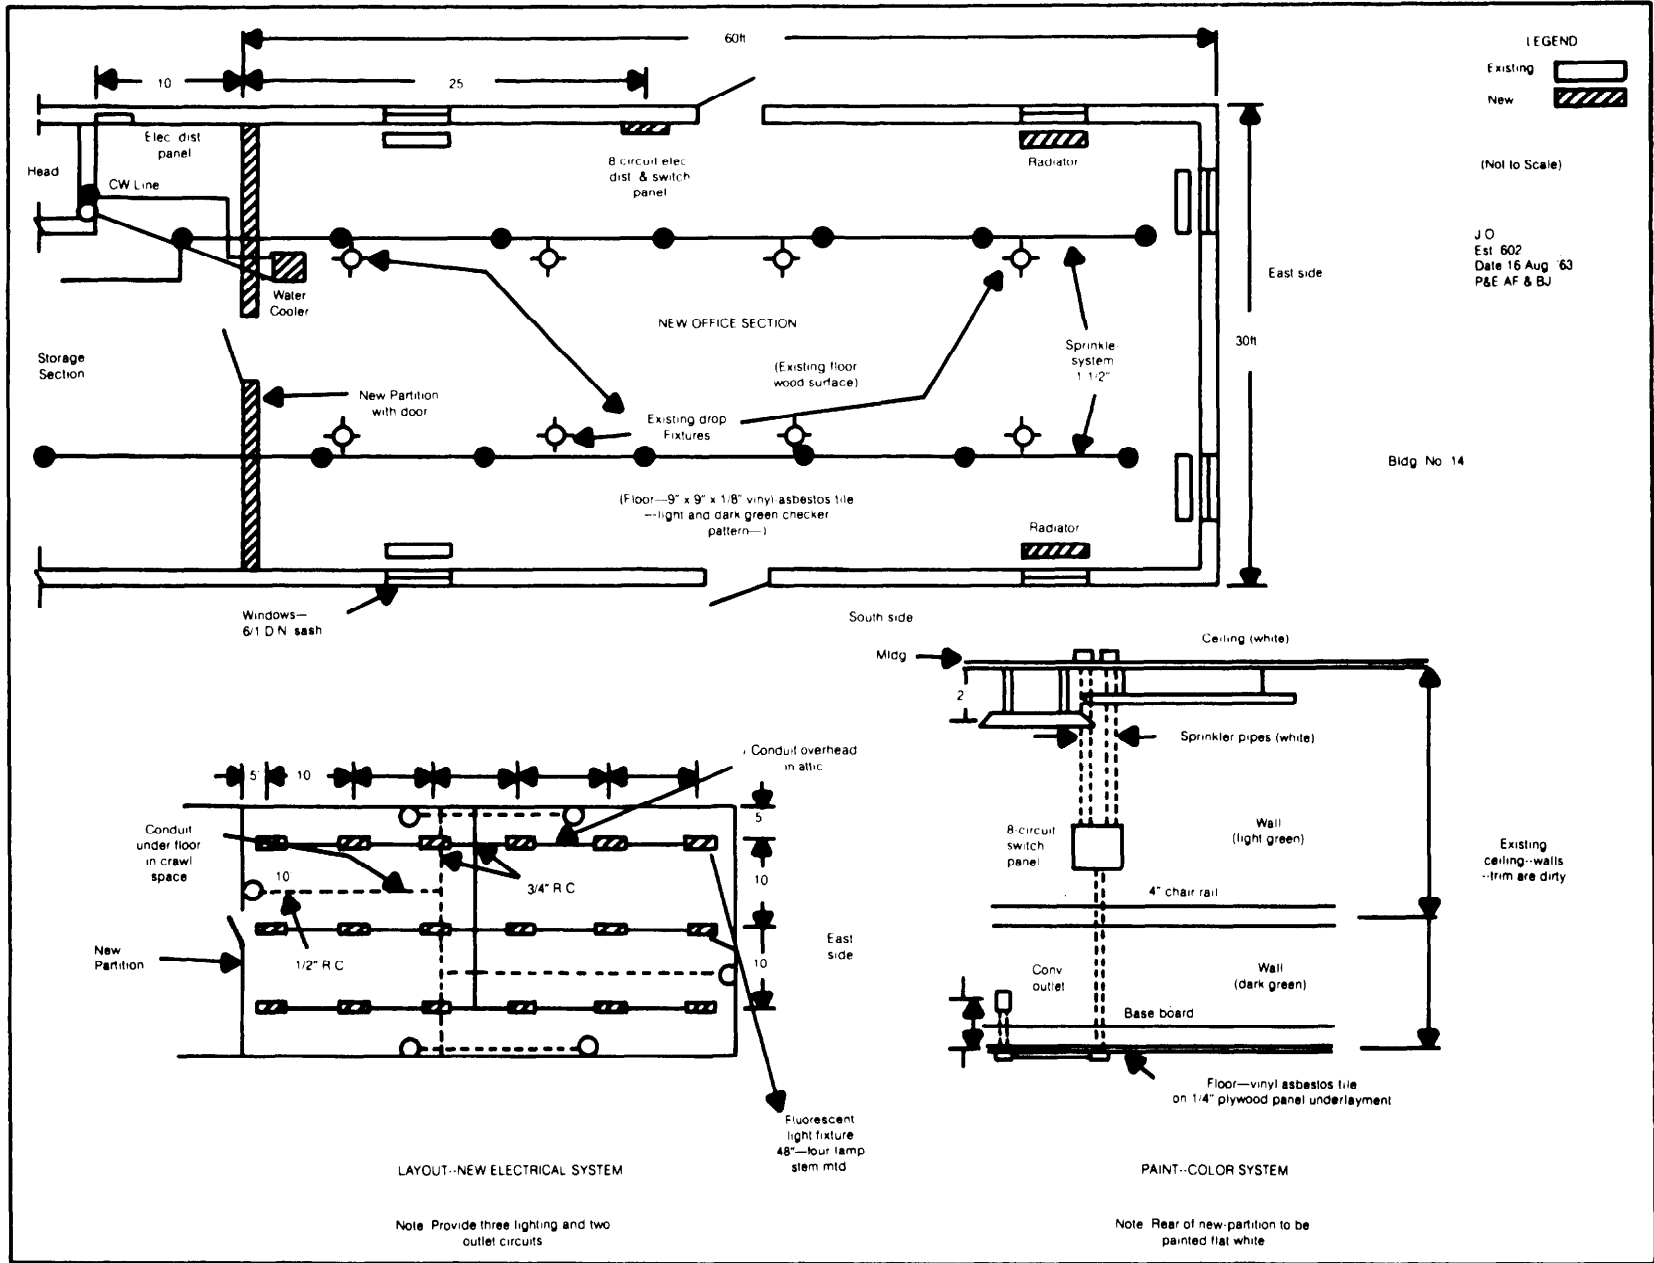 60ft
LEGEND
Existing
New
10
25
Elec dist
panel
Head
CW Line
8 circuit elec
dist & switch
panel
Radiator
(Not to Scale)
J O
Est 602
Date 16 Aug '63
P&E AF & BJ
East side
Water
Cooler
NEW OFFICE SECTION
30ft
Storage
Section
(Existing floor
wood surface)
Sprinkle
system
1 1/2"
New Partition
with door
Existing drop
Fixtures
Bldg No 14
(Floor—9" x 9" x 1/8" vinyl-asbestos tile
—light and dark green checker
pattern—)
Radiator
Windows—
6/1 D N sash
South side
Mldg
Ceiling (white)
2
Sprinkler pipes (white)
Conduit overhead
in attic
5'
10
5
Conduit
under floor
in crawl
space
10
3/4" R C
10
1/2" R C
New
Partition
East
side
10
8-circuit
switch
panel
Wall
(light green)
Existing
ceiling--walls
--trim are dirty
4" chair rail
Conv
outlet
Wall
(dark green)
Base board
Floor—vinyl asbestos tile
on 1/4" plywood panel underlayment
Fluorescent
light fixture
48"—four lamp
stem mtd
LAYOUT--NEW ELECTRICAL SYSTEM
PAINT--COLOR SYSTEM
Note Provide three lighting and two
outlet circuits
Note Rear of new-partition to be
painted flat white